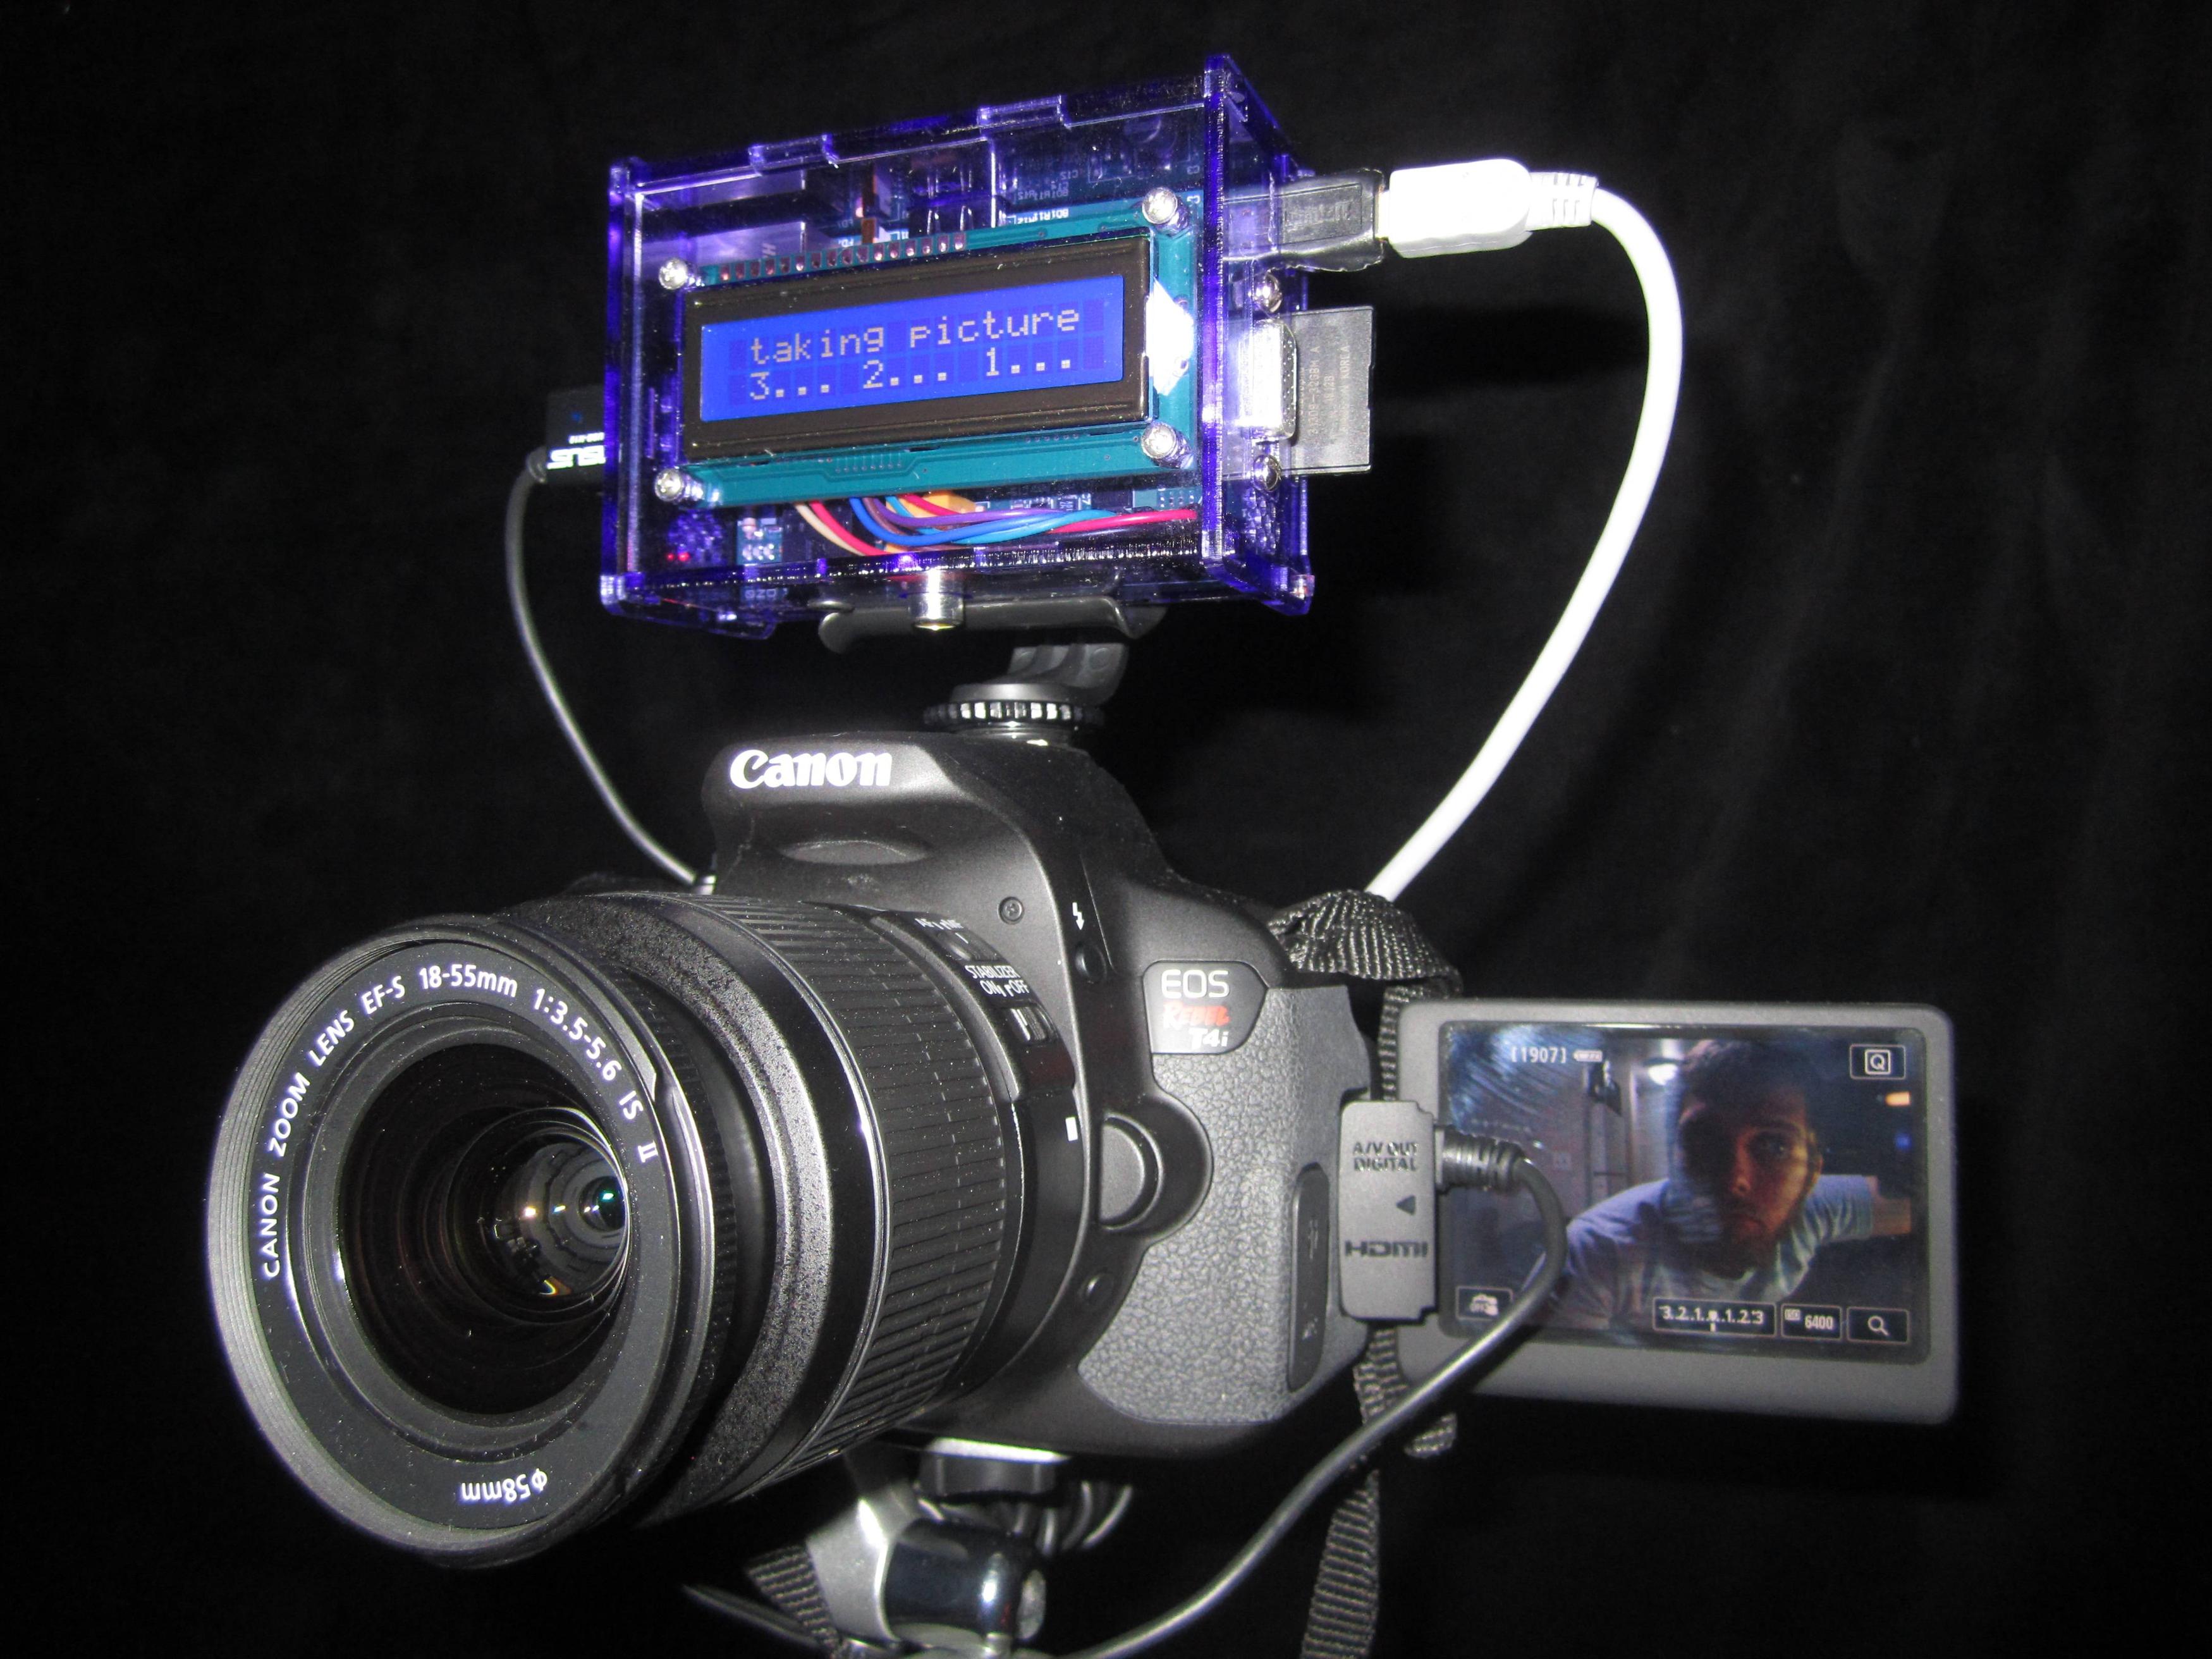 taking picture
3... 2... 1...
Canon
STABILIZER
ON OFF
EOS
REBEL
T4i
CANON ZOOM LENS EF-S 18-55mm 1:3.5-5.6 IS II
Φ58mm
A/V OUT
DIGITAL
HDMI
[1907]
Q
3..2..1..0..1..2..3
6400